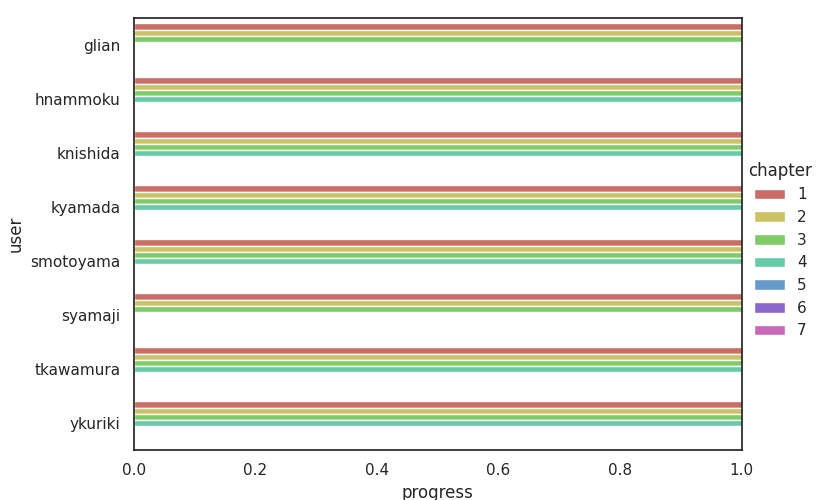 glian
hnammoku
knishida
kyamada
smotoyama
syamaji
tkawamura
ykuriki
user
0.0 0.2 0.4 0.6 0.8 1.0
progress
chapter
1
2
3
4
5
6
7